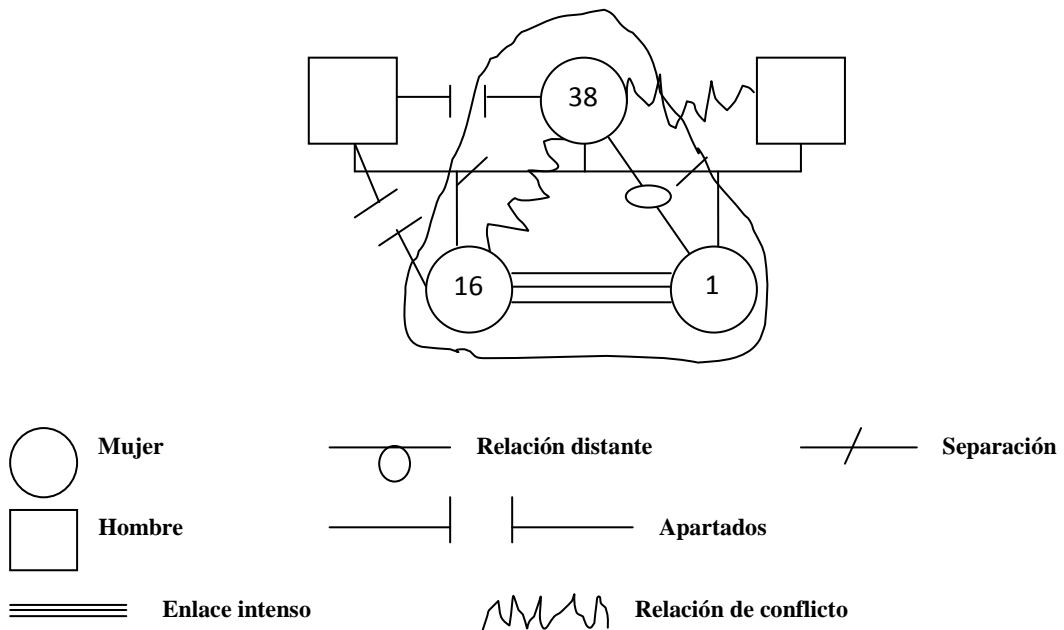 38
16
1
Mujer Relación distante Separación
Hombre Apartados
Enlace intenso Relación de conflicto